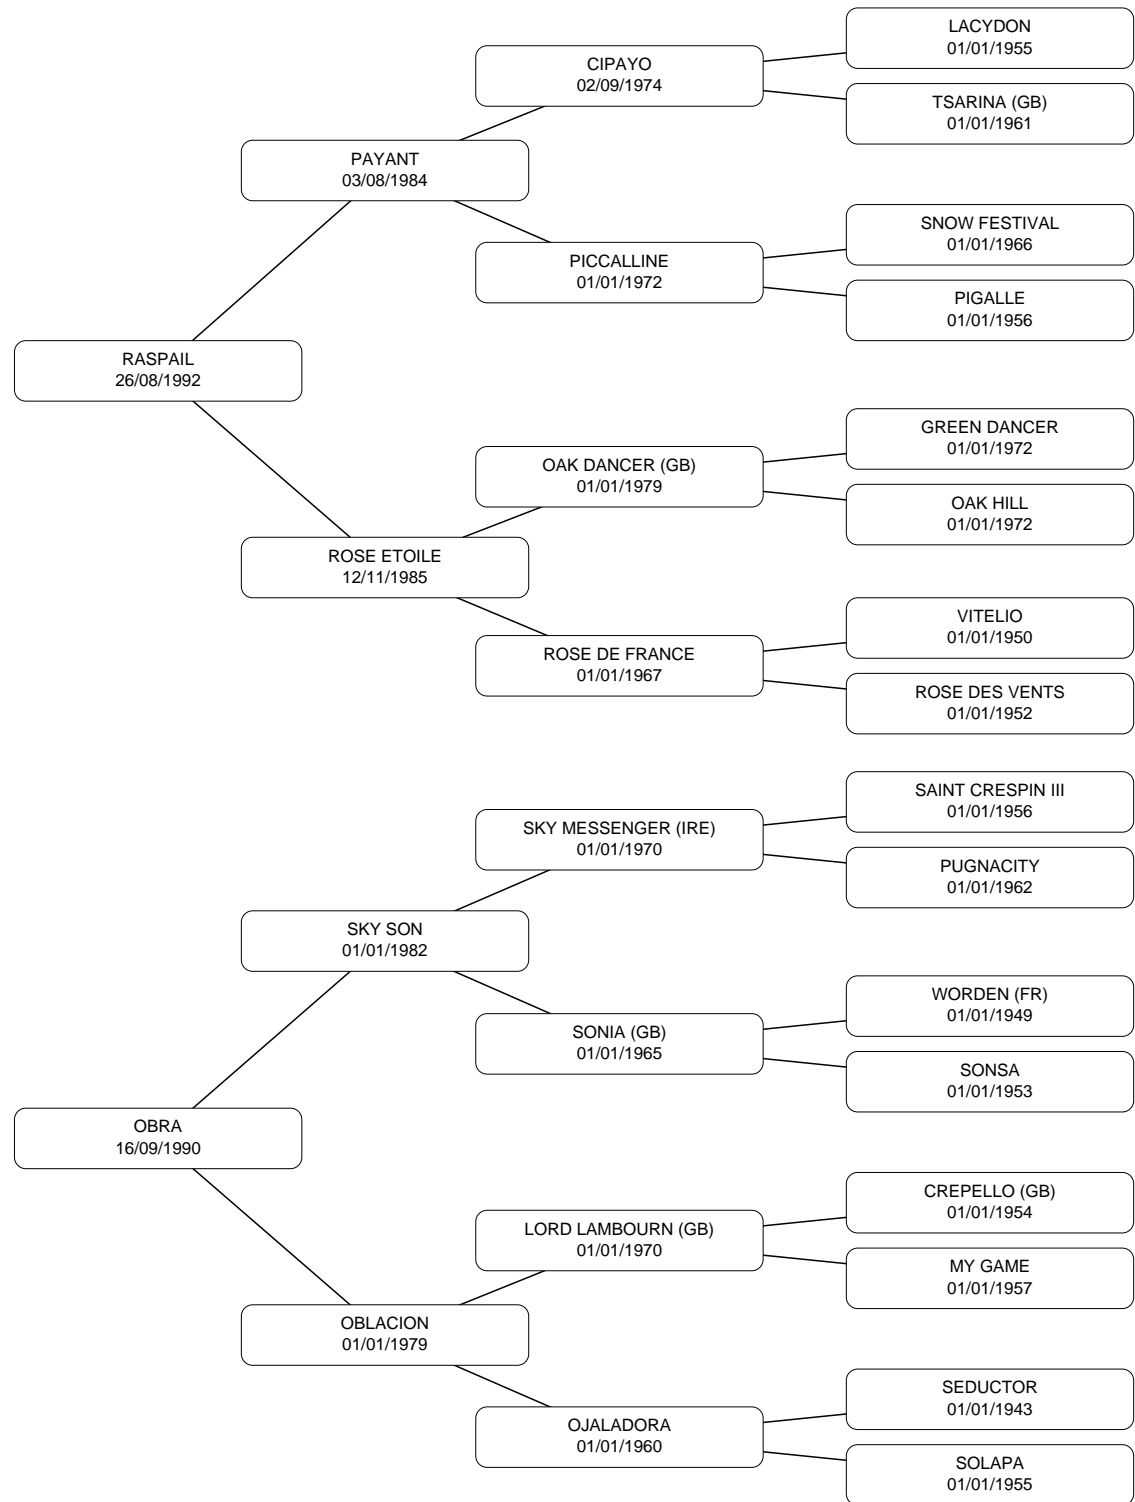 LACYDON
01/01/1955
CIPAYO
02/09/1974
TSARINA (GB)
01/01/1961
PAYANT
03/08/1984
SNOW FESTIVAL
01/01/1966
PICCALLINE
01/01/1972
PIGALLE
01/01/1956
RASPAIL
26/08/1992
GREEN DANCER
01/01/1972
OAK DANCER (GB)
01/01/1979
OAK HILL
01/01/1972
ROSE ETOILE
12/11/1985
VITELIO
01/01/1950
ROSE DE FRANCE
01/01/1967
ROSE DES VENTS
01/01/1952
SAINT CRESPIN III
01/01/1956
SKY MESSENGER (IRE)
01/01/1970
PUGNACITY
01/01/1962
SKY SON
01/01/1982
WORDEN (FR)
01/01/1949
SONIA (GB)
01/01/1965
SONSA
01/01/1953
OBRA
16/09/1990
CREPELLO (GB)
01/01/1954
LORD LAMBOURN (GB)
01/01/1970
MY GAME
01/01/1957
OBLACION
01/01/1979
SEDUCTOR
01/01/1943
OJALADORA
01/01/1960
SOLAPA
01/01/1955